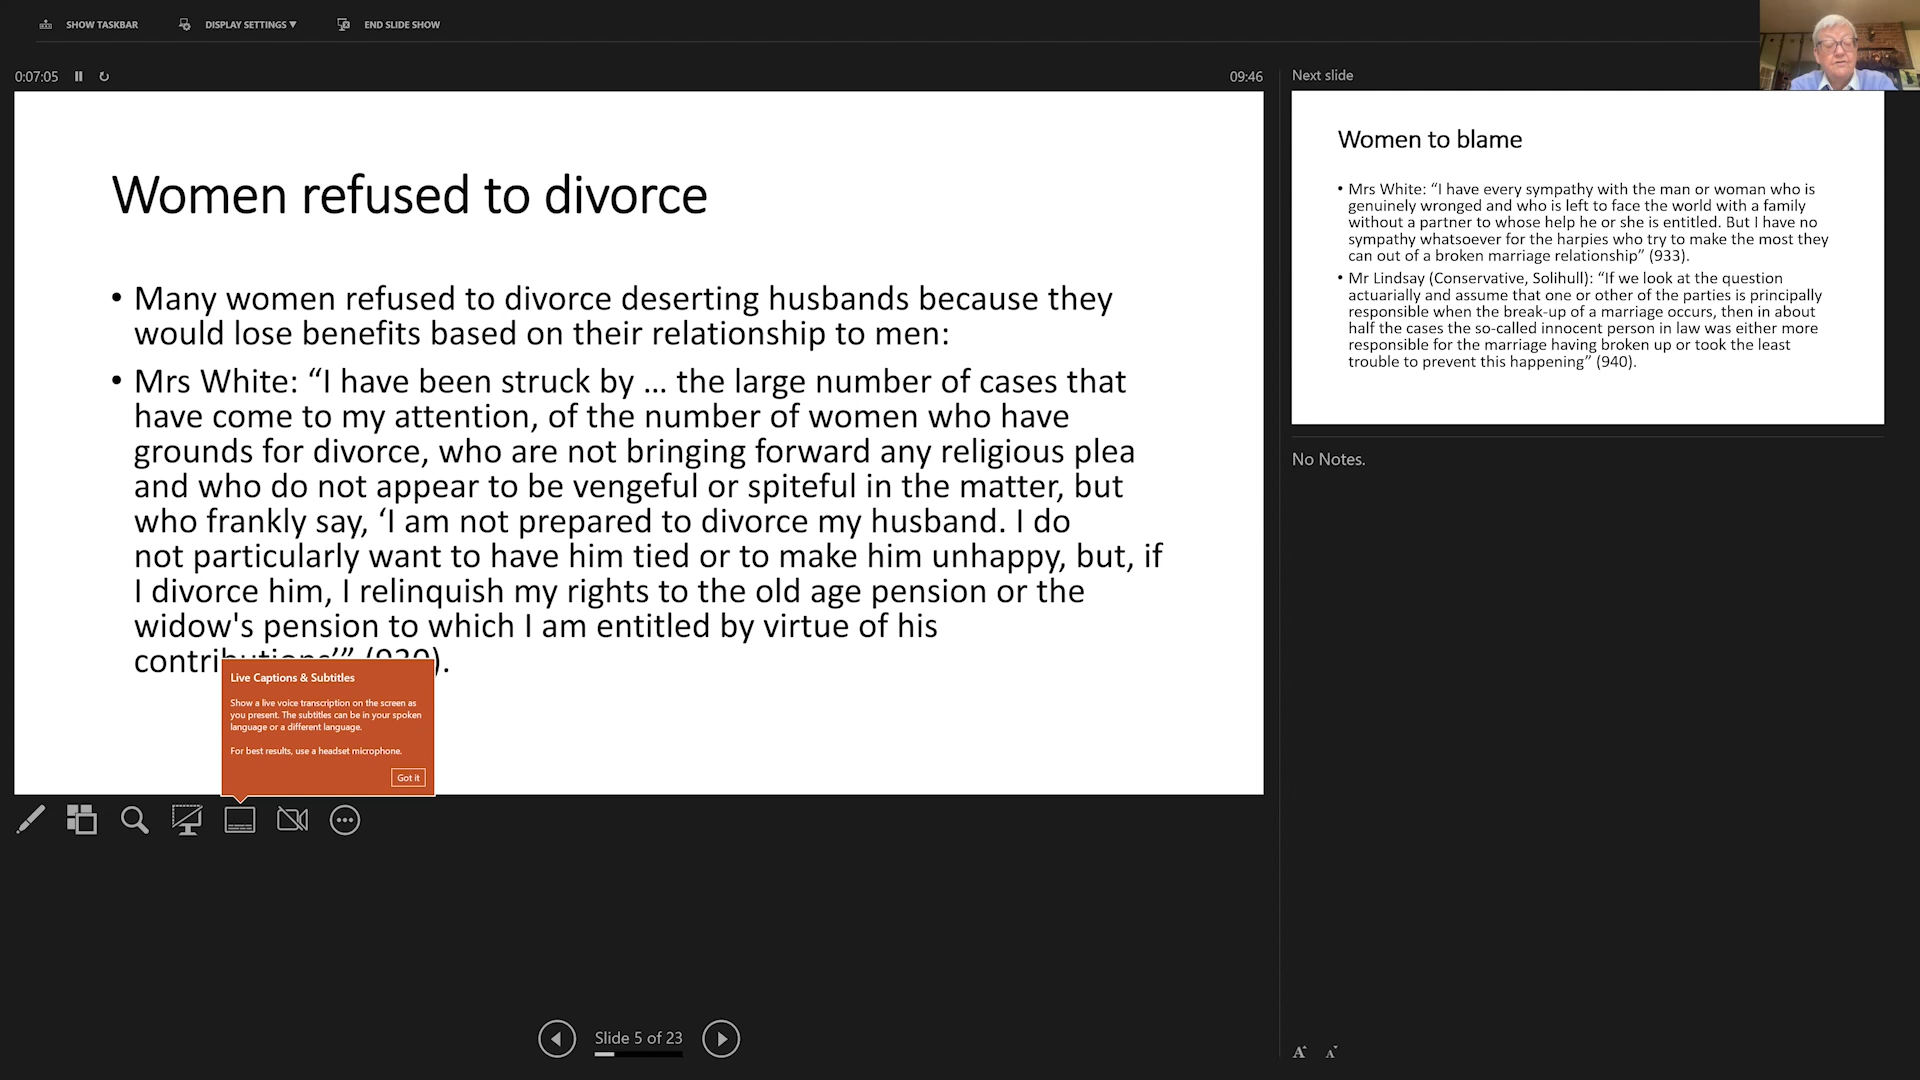 SHOW TASKBAR
DISPLAY SETTINGS ▼
END SLIDE SHOW
0:07:05
09:46
Next slide
Women refused to divorce
• Many women refused to divorce deserting husbands because they
would lose benefits based on their relationship to men:
• Mrs White: “I have been struck by … the large number of cases that
have come to my attention, of the number of women who have
grounds for divorce, who are not bringing forward any religious plea
and who do not appear to be vengeful or spiteful in the matter, but
who frankly say, ‘I am not prepared to divorce my husband. I do
not particularly want to have him tied or to make him unhappy, but, if
I divorce him, I relinquish my rights to the old age pension or the
widow's pension to which I am entitled by virtue of his
contributions’”
Live Captions & Subtitles
Show a live voice transcription on the screen as
you present. The subtitles can be in your spoken
language or a different language.
For best results, use a headset microphone.
Got it
Slide 5 of 23
Women to blame
• Mrs White: “I have every sympathy with the man or woman who is
genuinely wronged and who is left to face the world with a family
without a partner to whose help he or she is entitled. But I have no
sympathy whatsoever for the harpies who try to make the most they
can out of a broken marriage relationship” (933).
• Mr Lindsay (Conservative, Solihull): “If we look at the question
actuarially and assume that one or other of the parties is principally
responsible when the break-up of a marriage occurs, then in about
half the cases the so-called innocent person in law was either more
responsible for the marriage having broken up or took the least
trouble to prevent this happening” (940).
No Notes.
A A